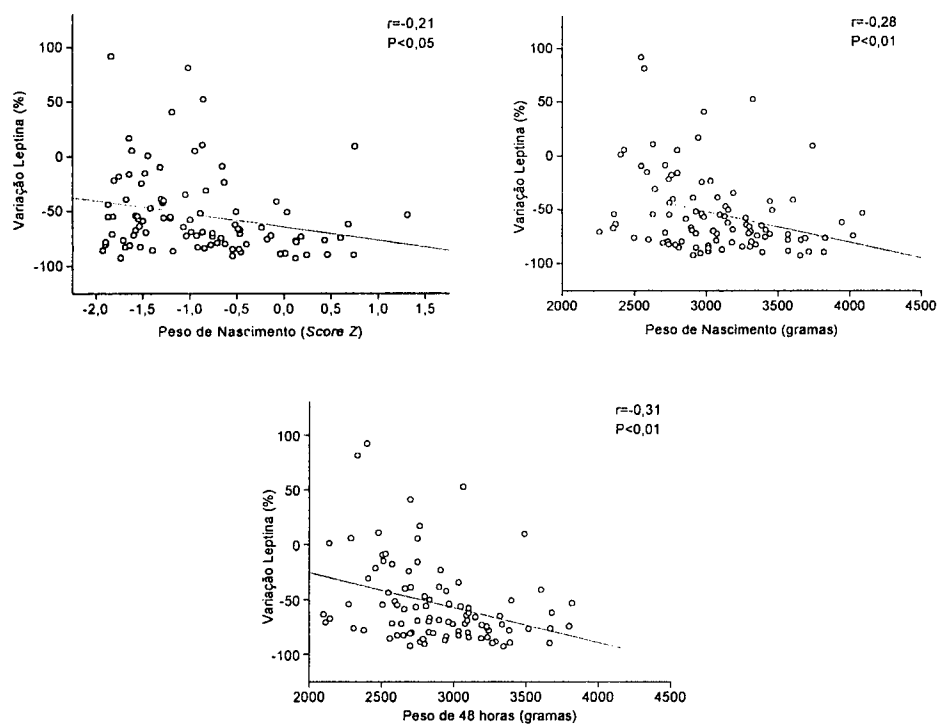 r=-0,21
P<0,05
Variação Leptina (%)
100
50
0
-50
-100
-2,0 -1,5 -1,0 -0,5 0,0 0,5 1,0 1,5
Peso de Nascimento (Score Z)
r=-0,28
P<0,01
Variação Leptina (%)
100
50
0
-50
-100
2000 2500 3000 3500 4000 4500
Peso de Nascimento (gramas)
r=-0,31
P<0,01
Variação Leptina (%)
100
50
0
-50
-100
2000 2500 3000 3500 4000 4500
Peso de 48 horas (gramas)